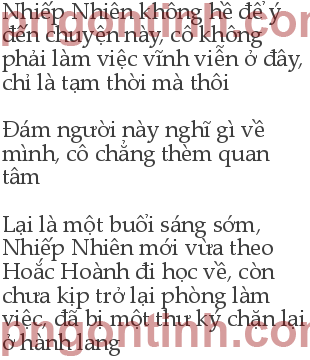 Nhiếp Nhiên không hề để ý
đến chuyện này, cô không
phải làm việc vĩnh viễn ở đây,
chỉ là tạm thời mà thôi
Đám người này nghĩ gì về
mình, cô chẳng thèm quan
tâm
Lại là một buổi sáng sớm,
Nhiếp Nhiên mới vừa theo
Hoắc Hoành đi học về, còn
chưa kịp trở lại phòng làm
việc, đã bị một thư ký chặn lại
ở hành lang
pngontinh.com
pngontinh.com